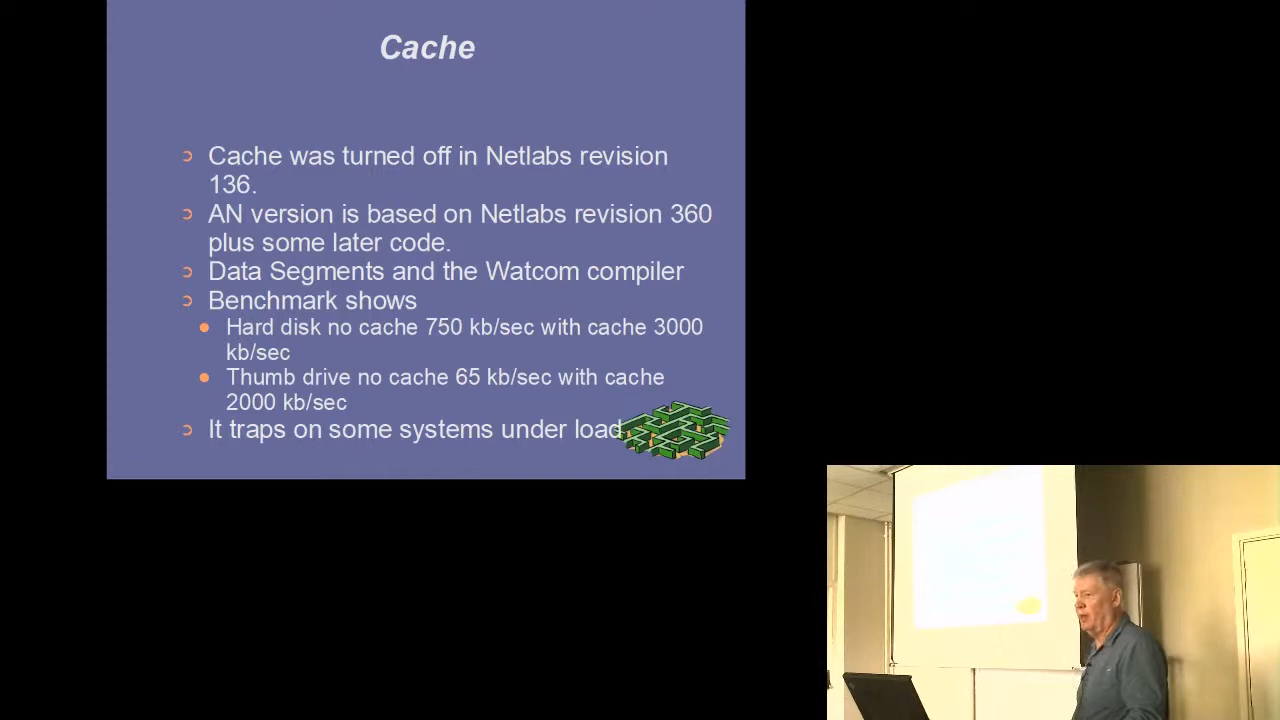 Cache
Cache was turned off in Netlabs revision
136.
AN version is based on Netlabs revision 360
plus some later code.
Data Segments and the Watcom compiler
Benchmark shows
Hard disk no cache 750 kb/sec with cache 3000
kb/sec
Thumb drive no cache 65 kb/sec with cache
2000 kb/sec
It traps on some systems under load